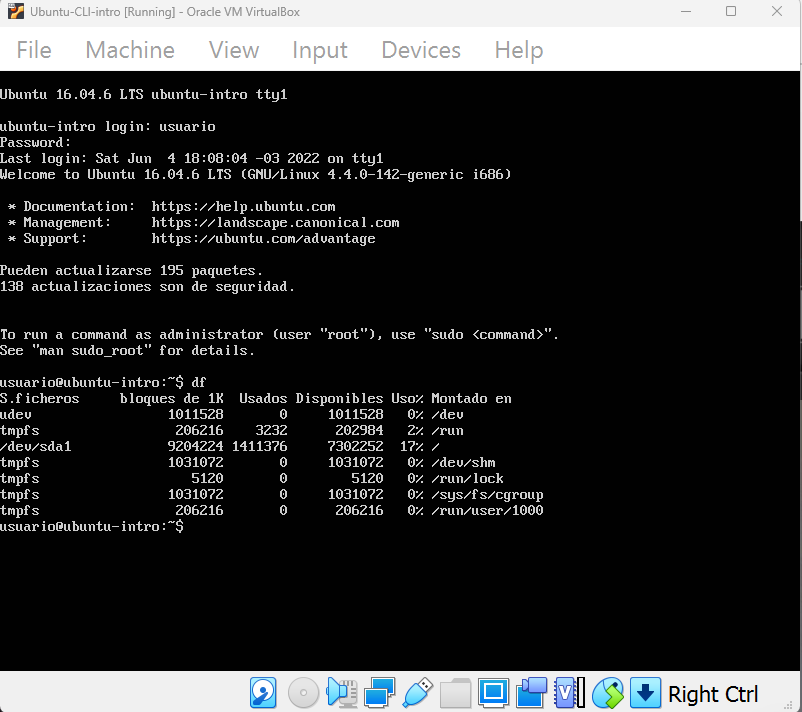 Ubuntu-CLI-intro [Running] - Oracle VM VirtualBox
File Machine View Input Devices Help
Ubuntu 16.04.6 LTS ubuntu-intro tty1
ubuntu-intro login: usuario
Password:
Last login: Sat Jun  4 18:08:04 -03 2022 on tty1
Welcome to Ubuntu 16.04.6 LTS (GNU/Linux 4.4.0-142-generic i686)
 * Documentation:  https://help.ubuntu.com
 * Management:     https://landscape.canonical.com
 * Support:        https://ubuntu.com/advantage
Pueden actualizarse 195 paquetes.
138 actualizaciones son de seguridad.
To run a command as administrator (user "root"), use "sudo <command>".
See "man sudo_root" for details.
usuario@ubuntu-intro:~$ df
S.ficheros     bloques de 1K  Usados Disponibles Uso% Montado en
udev                 1011528       0     1011528   0% /dev
tmpfs                 206216    3232      202984   2% /run
/dev/sda1            9204224 1411376     7302252  17% /
tmpfs                1031072       0     1031072   0% /dev/shm
tmpfs                   5120       0        5120   0% /run/lock
tmpfs                1031072       0     1031072   0% /sys/fs/cgroup
tmpfs                 206216       0      206216   0% /run/user/1000
usuario@ubuntu-intro:~$
V Right Ctrl